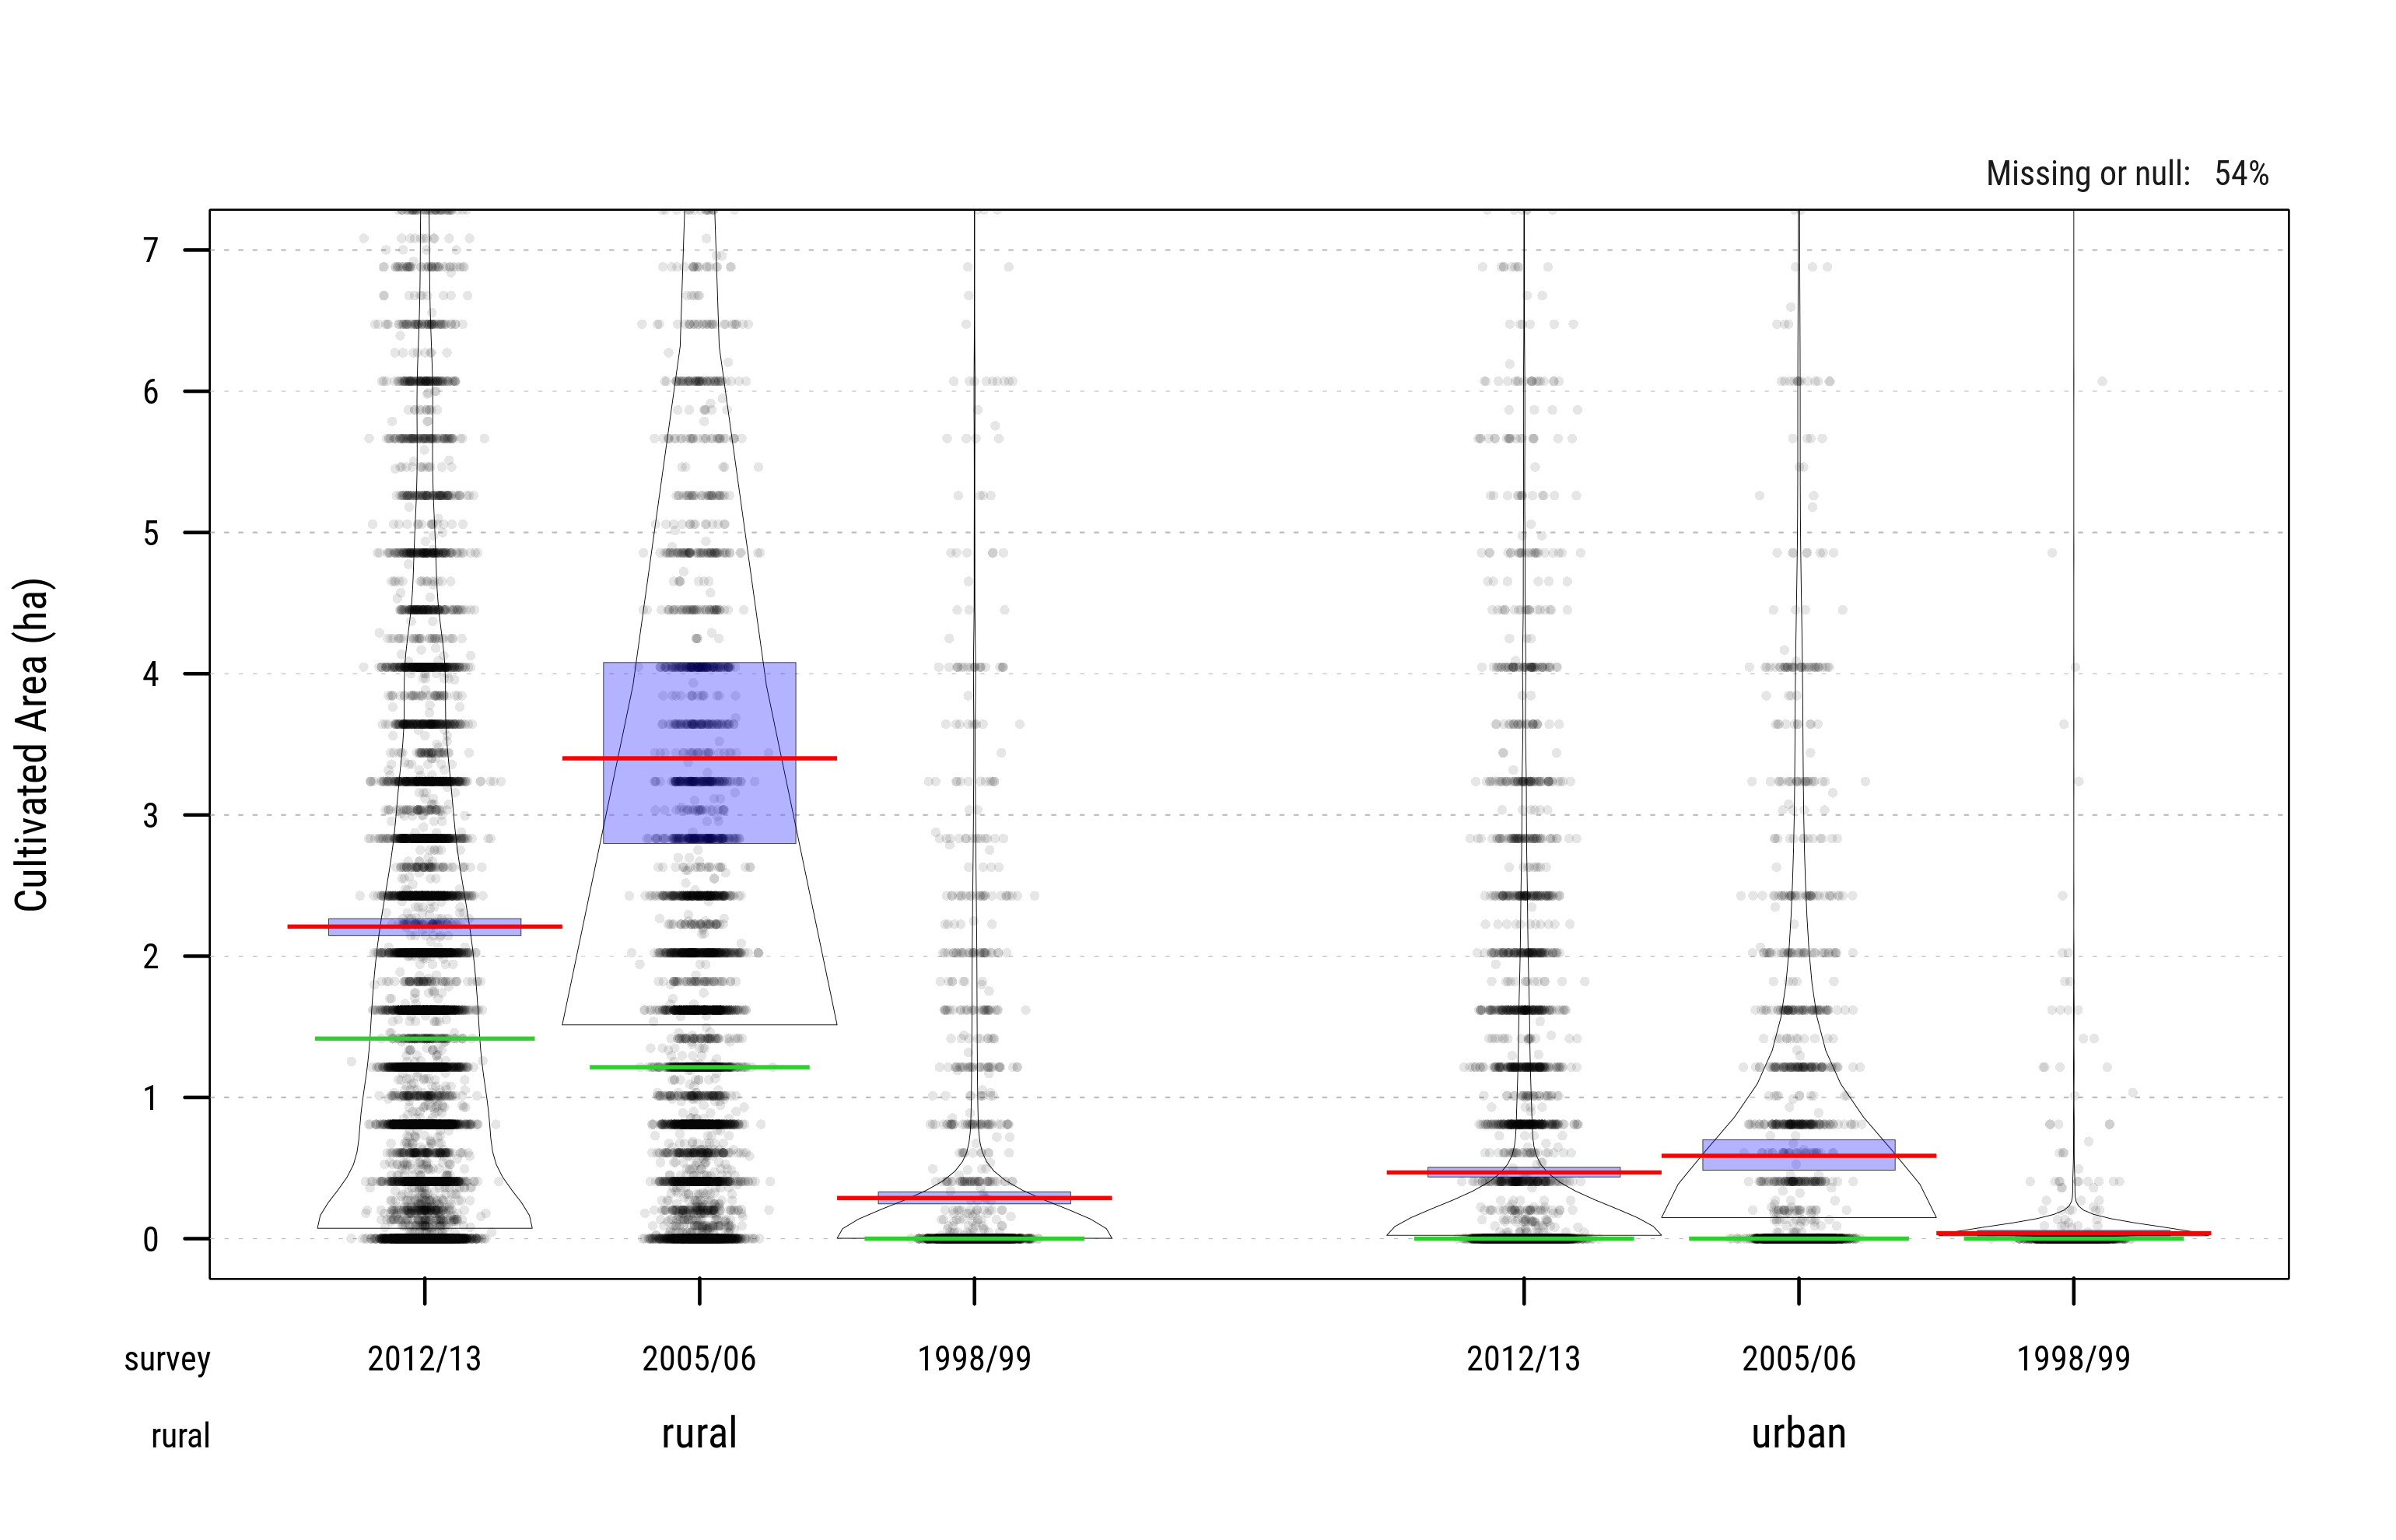 Missing or null: 54%
Cultivated Area (ha)
7
6
5
4
3
2
1
0
survey 2012/13 2005/06 1998/99 2012/13 2005/06 1998/99
rural rural urban